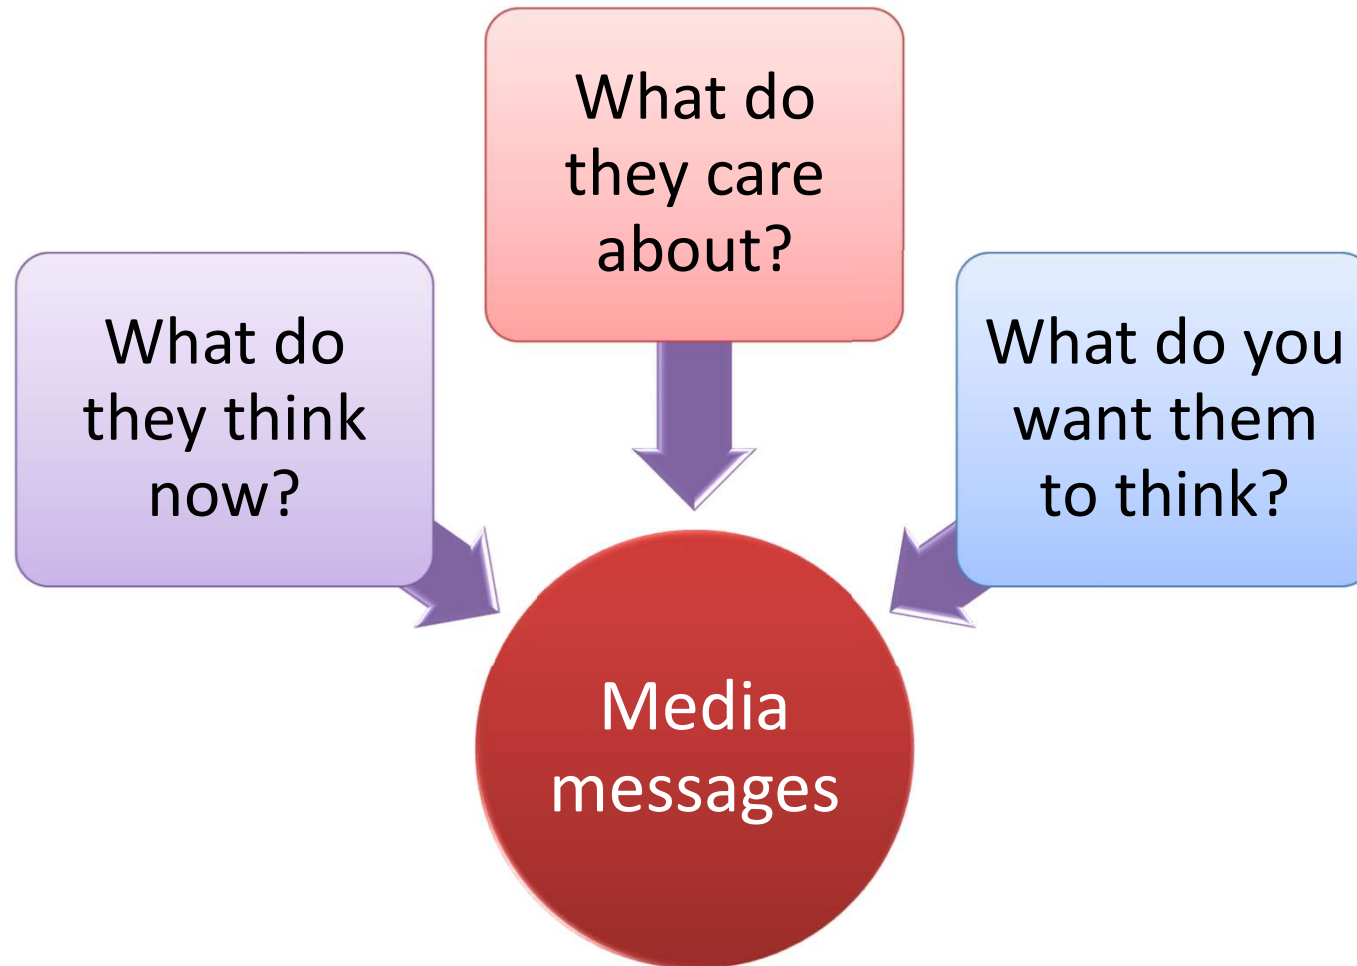 What do
they care
about?
What do
they think
now?
What do you
want them
to think?
Media
messages